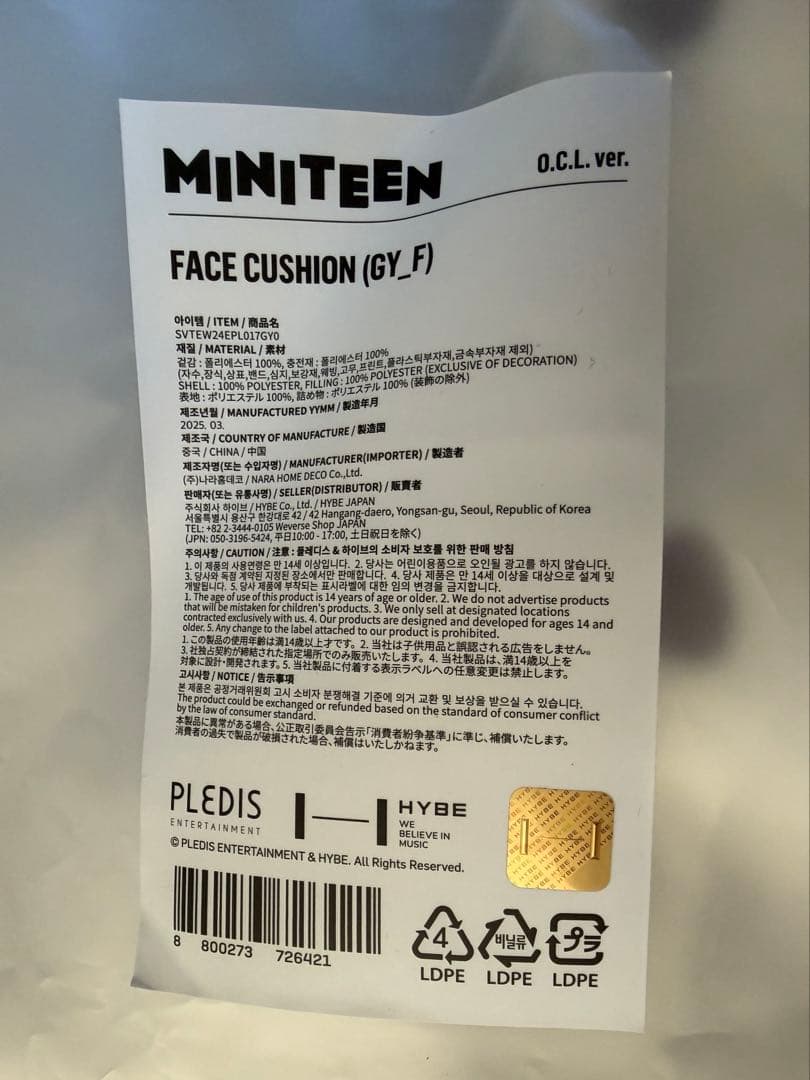 MINITEEN
O.C.L. ver.
FACE CUSHION (GY_F)
아이템 / ITEM / 商品名
SVTEW24EPL017GY0
재질 / MATERIAL / 素材
겉감 : 폴리에스터 100%, 충전재 : 폴리에스터 100%
(자수,장식,상표,밴드,심지,보강재,웨빙,고무,프린트,플라스틱부자재,금속부자재 제외)
SHELL : 100% POLYESTER, FILLING : 100% POLYESTER (EXCLUSIVE OF DECORATION)
表地 : ポリエステル 100%, 詰め物 : ポリエステル 100% (装飾の除外)
제조년월 / MANUFACTURED YYMM / 製造年月
2025. 03.
제조국 / COUNTRY OF MANUFACTURE / 製造国
중국 / CHINA / 中国
제조자명(또는 수입자명) / MANUFACTURER(IMPORTER) / 製造者
(주)나라홈데코 / NARA HOME DECO Co.,Ltd.
판매자(또는 유통사명) / SELLER(DISTRIBUTOR) / 販賣者
주식회사 하이브 / HYBE Co., Ltd. / HYBE JAPAN
서울특별시 용산구 한강대로 42 / 42 Hangang-daero, Yongsan-gu, Seoul, Republic of Korea
TEL: +82 2-3444-0105 Weverse Shop JAPAN
(JPN: 050-3196-5424, 平日10:00 - 17:00, 土日祝日を除く)
주의사항 / CAUTION / 注意 : 플레디스 & 하이브의 소비자 보호를 위한 판매 방침
1. 이 제품의 사용연령은 만 14세 이상입니다. 2. 당사는 어린이용품으로 오인될 광고를 하지 않습니다.
3. 당사와 독점 계약된 지정된 장소에서만 판매합니다. 4. 당사 제품은 만 14세 이상을 대상으로 설계 및
개발됩니다. 5. 당사 제품에 부착되는 표시라벨에 대한 임의 변경을 금지합니다.
1. The age of use of this product is 14 years of age or older. 2. We do not advertise products
that will be mistaken for children's products. 3. We only sell at designated locations
contracted exclusively with us. 4. Our products are designed and developed for ages 14 and
older. 5. Any change to the label attached to our product is prohibited.
1. この製品の使用年齢は満14歳以上才です。 2. 当社は子供用品と誤認される広告をしません。
3. 社独占契約が締結された指定場所でのみ販売いたします。 4. 当社製品は、満14歳以上を
対象に設計・開発されます。 5. 当社製品に付着する表示ラベルへの任意変更は禁止します。
고시사항 / NOTICE / 告示事項
본 제품은 공정거래위원회 고시 소비자 분쟁해결 기준에 의거 교환 및 보상을 받으실 수 있습니다.
The product could be exchanged or refunded based on the standard of consumer conflict
by the law of consumer standard.
本製品に異常がある場合、公正取引委員会告示「消費者紛争基準」に準じ、補償いたします。
消費者の過失で製品が破損された場合、補償はいたしかねます。
PLEDIS
ENTERTAINMENT
HYBE
WE
BELIEVE IN
MUSIC
© PLEDIS ENTERTAINMENT & HYBE. All Rights Reserved.
8 800273 726421
4
LDPE
비닐류
LDPE
プラ
LDPE